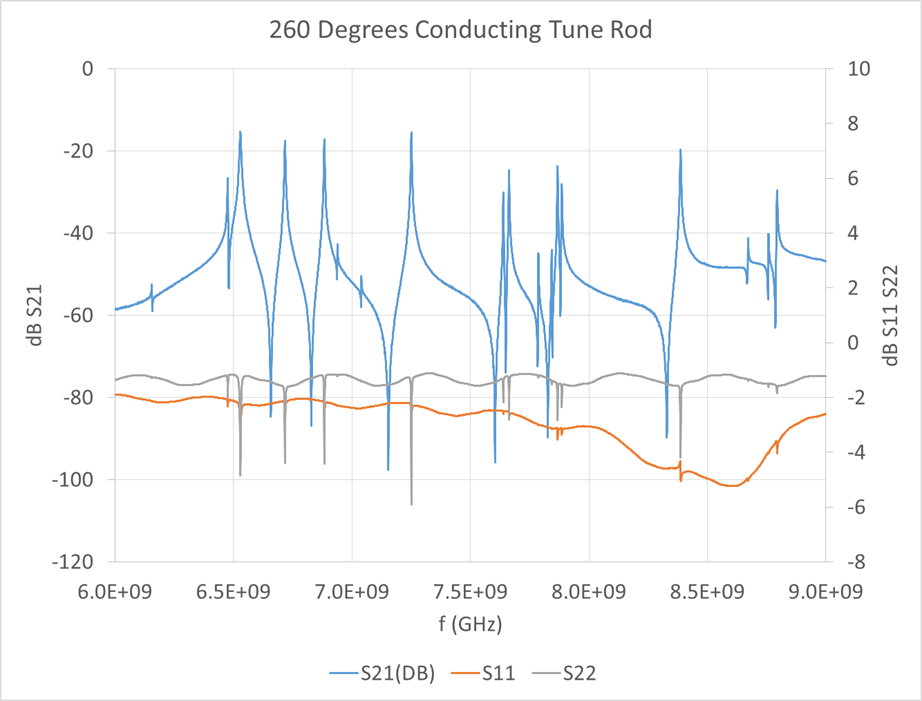 260 Degrees Conducting Tune Rod
0
-20
-40
-60
-80
-100
-120
dB S21
10
8
6
4
2
0
-2
-4
-6
-8
dB S11 S22
6.0E+09 6.5E+09 7.0E+09 7.5E+09 8.0E+09 8.5E+09 9.0E+09
f (GHz)
S21(DB) S11 S22